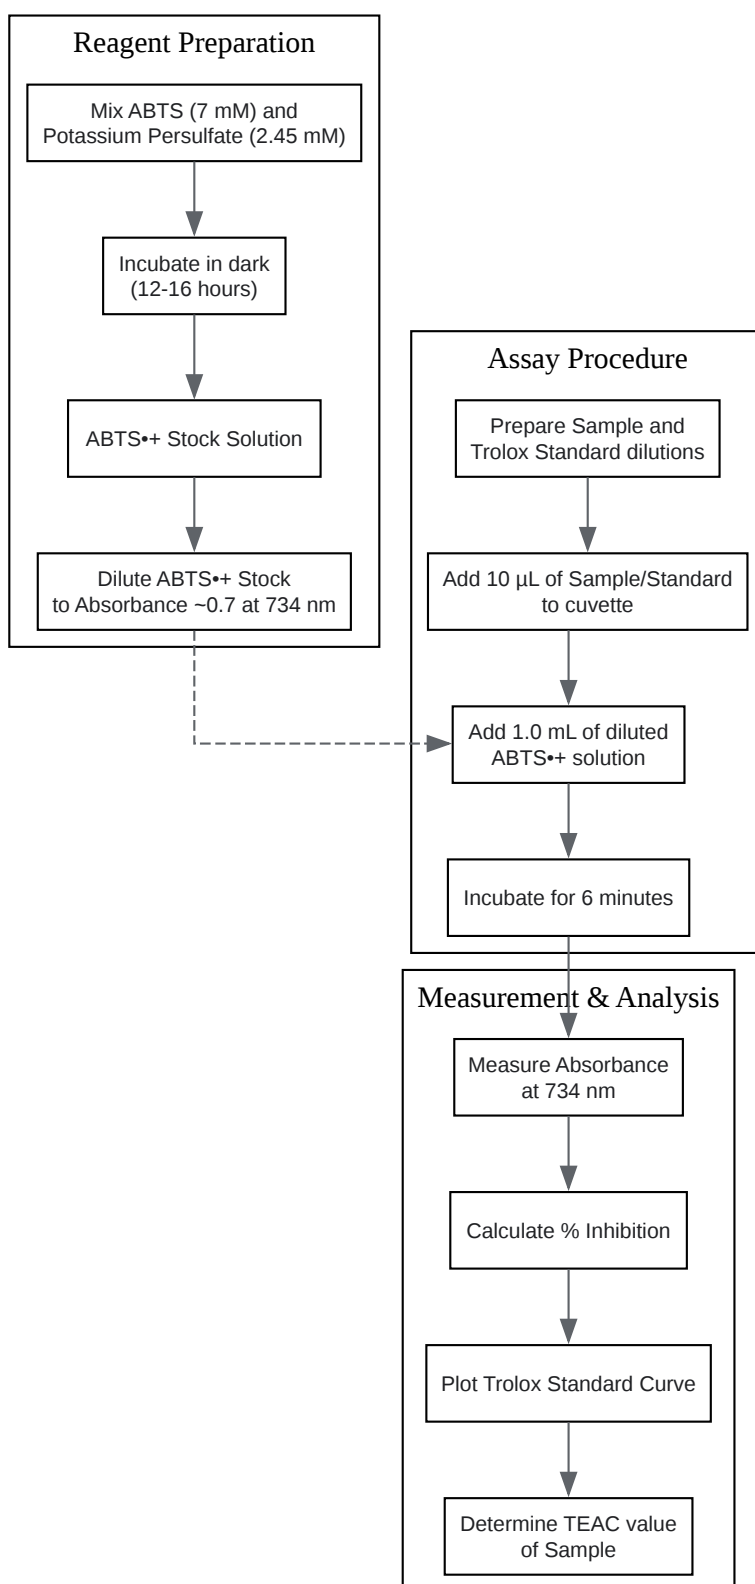 Reagent Preparation
Mix ABTS (7 mM) and
Potassium Persulfate (2.45 mM)
Incubate in dark
(12-16 hours)
ABTS•+ Stock Solution
Dilute ABTS•+ Stock
to Absorbance ~0.7 at 734 nm
Assay Procedure
Prepare Sample and
Trolox Standard dilutions
Add 10 µL of Sample/Standard
to cuvette
Add 1.0 mL of diluted
ABTS•+ solution
Incubate for 6 minutes
Measurement & Analysis
Measure Absorbance
at 734 nm
Calculate % Inhibition
Plot Trolox Standard Curve
Determine TEAC value
of Sample